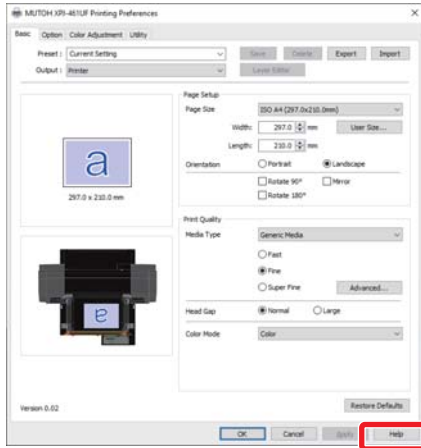 MUTOH XPJ-461UF Printing Preferences
Basic Option Color Adjustment Utility
Preset : Current Setting Save Delete Export Import
Output : Printer Layer Editor
Page Setup
Page Size ISO A4 (297.0x210.0mm)
Width: 297.0 mm User Size...
Length: 210.0 mm
Orientation Portrait Landscape
Rotate 90° Mirror
Rotate 180°
a
297.0 x 210.0 mm
Print Quality
Media Type Generic Media
Fast
Fine
Super Fine Advanced...
Head Gap Normal Large
Color Mode Color
a
Version 0.02 Restore Defaults
OK Cancel Apply Help